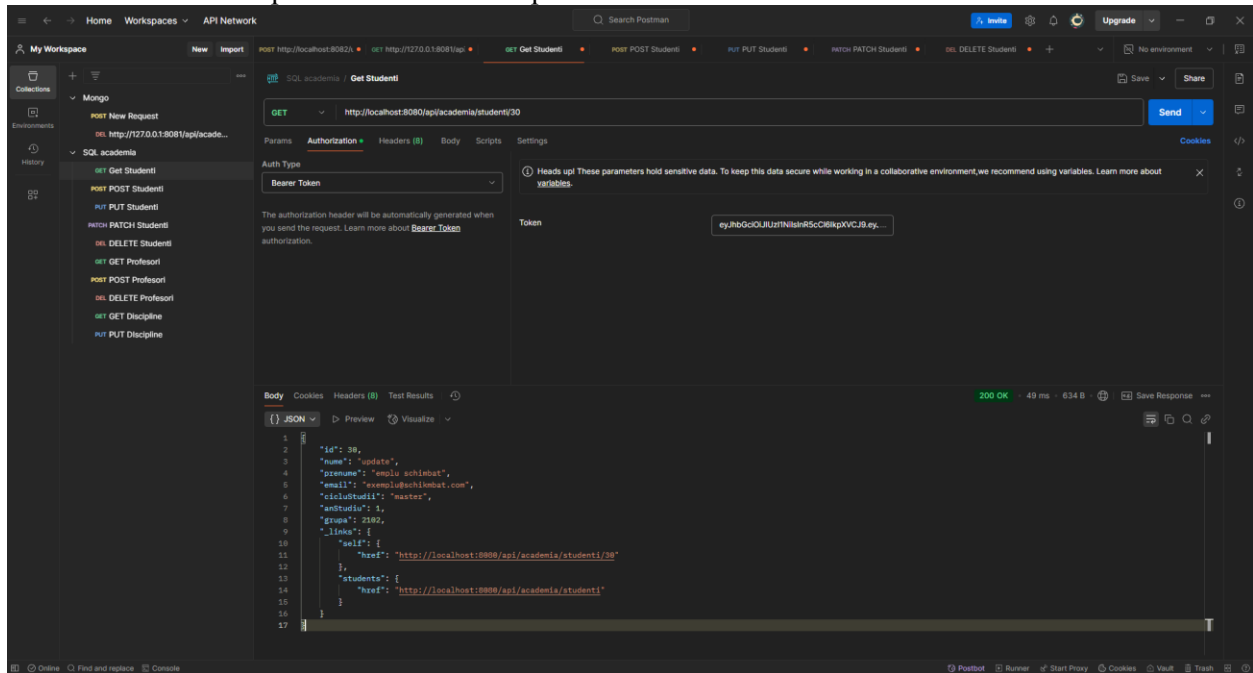 Home Workspaces API Network Search Postman Invite Upgrade
My Workspace New Import POST http://localhost:8082/ GET http://127.0.0.1:8081/api GET Get Studenti POST POST Studenti PUT PUT Studenti PATCH PATCH Studenti DEL DELETE Studenti No environment
Collections
Environments
History
Mongo
POST New Request
DEL http://127.0.0.1:8081/api/acade...
SQL academia
GET Get Studenti
POST POST Studenti
PUT PUT Studenti
PATCH PATCH Studenti
DEL DELETE Studenti
GET GET Profesori
POST POST Profesori
DEL DELETE Profesori
GET GET Discipline
PUT PUT Discipline
SQL academia / Get Studenti Save Share
GET http://localhost:8080/api/academia/studenti/30 Send
Params Authorization Headers (8) Body Scripts Settings Cookies
Auth Type
Bearer Token
The authorization header will be automatically generated when
you send the request. Learn more about Bearer Token
authorization.
Heads up! These parameters hold sensitive data. To keep this data secure while working in a collaborative environment,we recommend using variables. Learn more about
variables.
Token
Body Cookies Headers (8) Test Results 200 OK 49 ms 634 B Save Response
{} JSON Preview Visualize
1 {
2 "id": 30,
3 "nume": "update",
4 "prenume": "emplu schimbat",
5 "email": "exemplu@schikmbat.com",
6 "cicluStudii": "master",
7 "anStudiu": 1,
8 "grupa": 2102,
9 "_links": {
10 "self": {
11 "href": "http://localhost:8080/api/academia/studenti/30"
12 },
13 "students": {
14 "href": "http://localhost:8080/api/academia/studenti"
15 }
16 }
17 }
Online Find and replace Console Postbot Runner Start Proxy Cookies Vault Trash